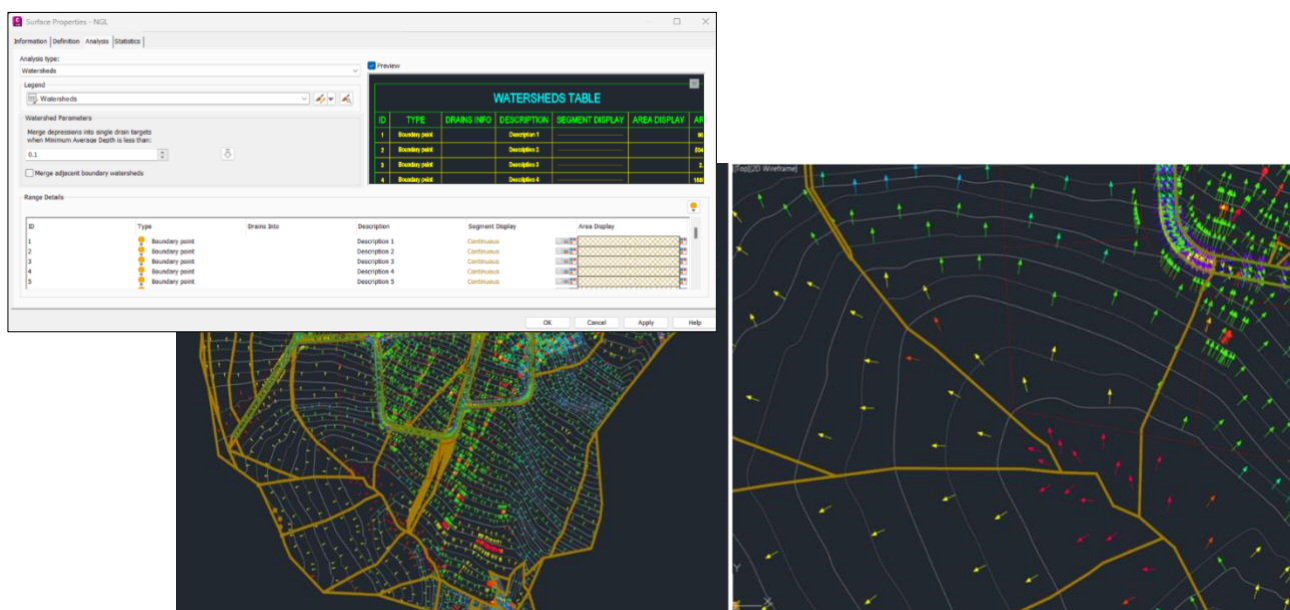 Surface Properties - NGL
Information Definition Analysis Statistics
Analysis type:
Watersheds
Legend
Watersheds
Watershed Parameters
Merge depressions into single drain targets
when Minimum Average Depth is less than:
0.1
Merge adjacent boundary watersheds
Preview
WATERSHEDS TABLE
ID TYPE DRAINS INFO DESCRIPTION SEGMENT DISPLAY AREA DISPLAY AR
1 Boundary point Description 1
2 Boundary point Description 2
3 Boundary point Description 3
4 Boundary point Description 4
Range Details
ID Type Drains Into Description Segment Display Area Display
1 Boundary point Description 1 Continuous
2 Boundary point Description 2 Continuous
3 Boundary point Description 3 Continuous
4 Boundary point Description 4 Continuous
5 Boundary point Description 5 Continuous
OK Cancel Apply Help
[Top][2D Wireframe]
Y
X